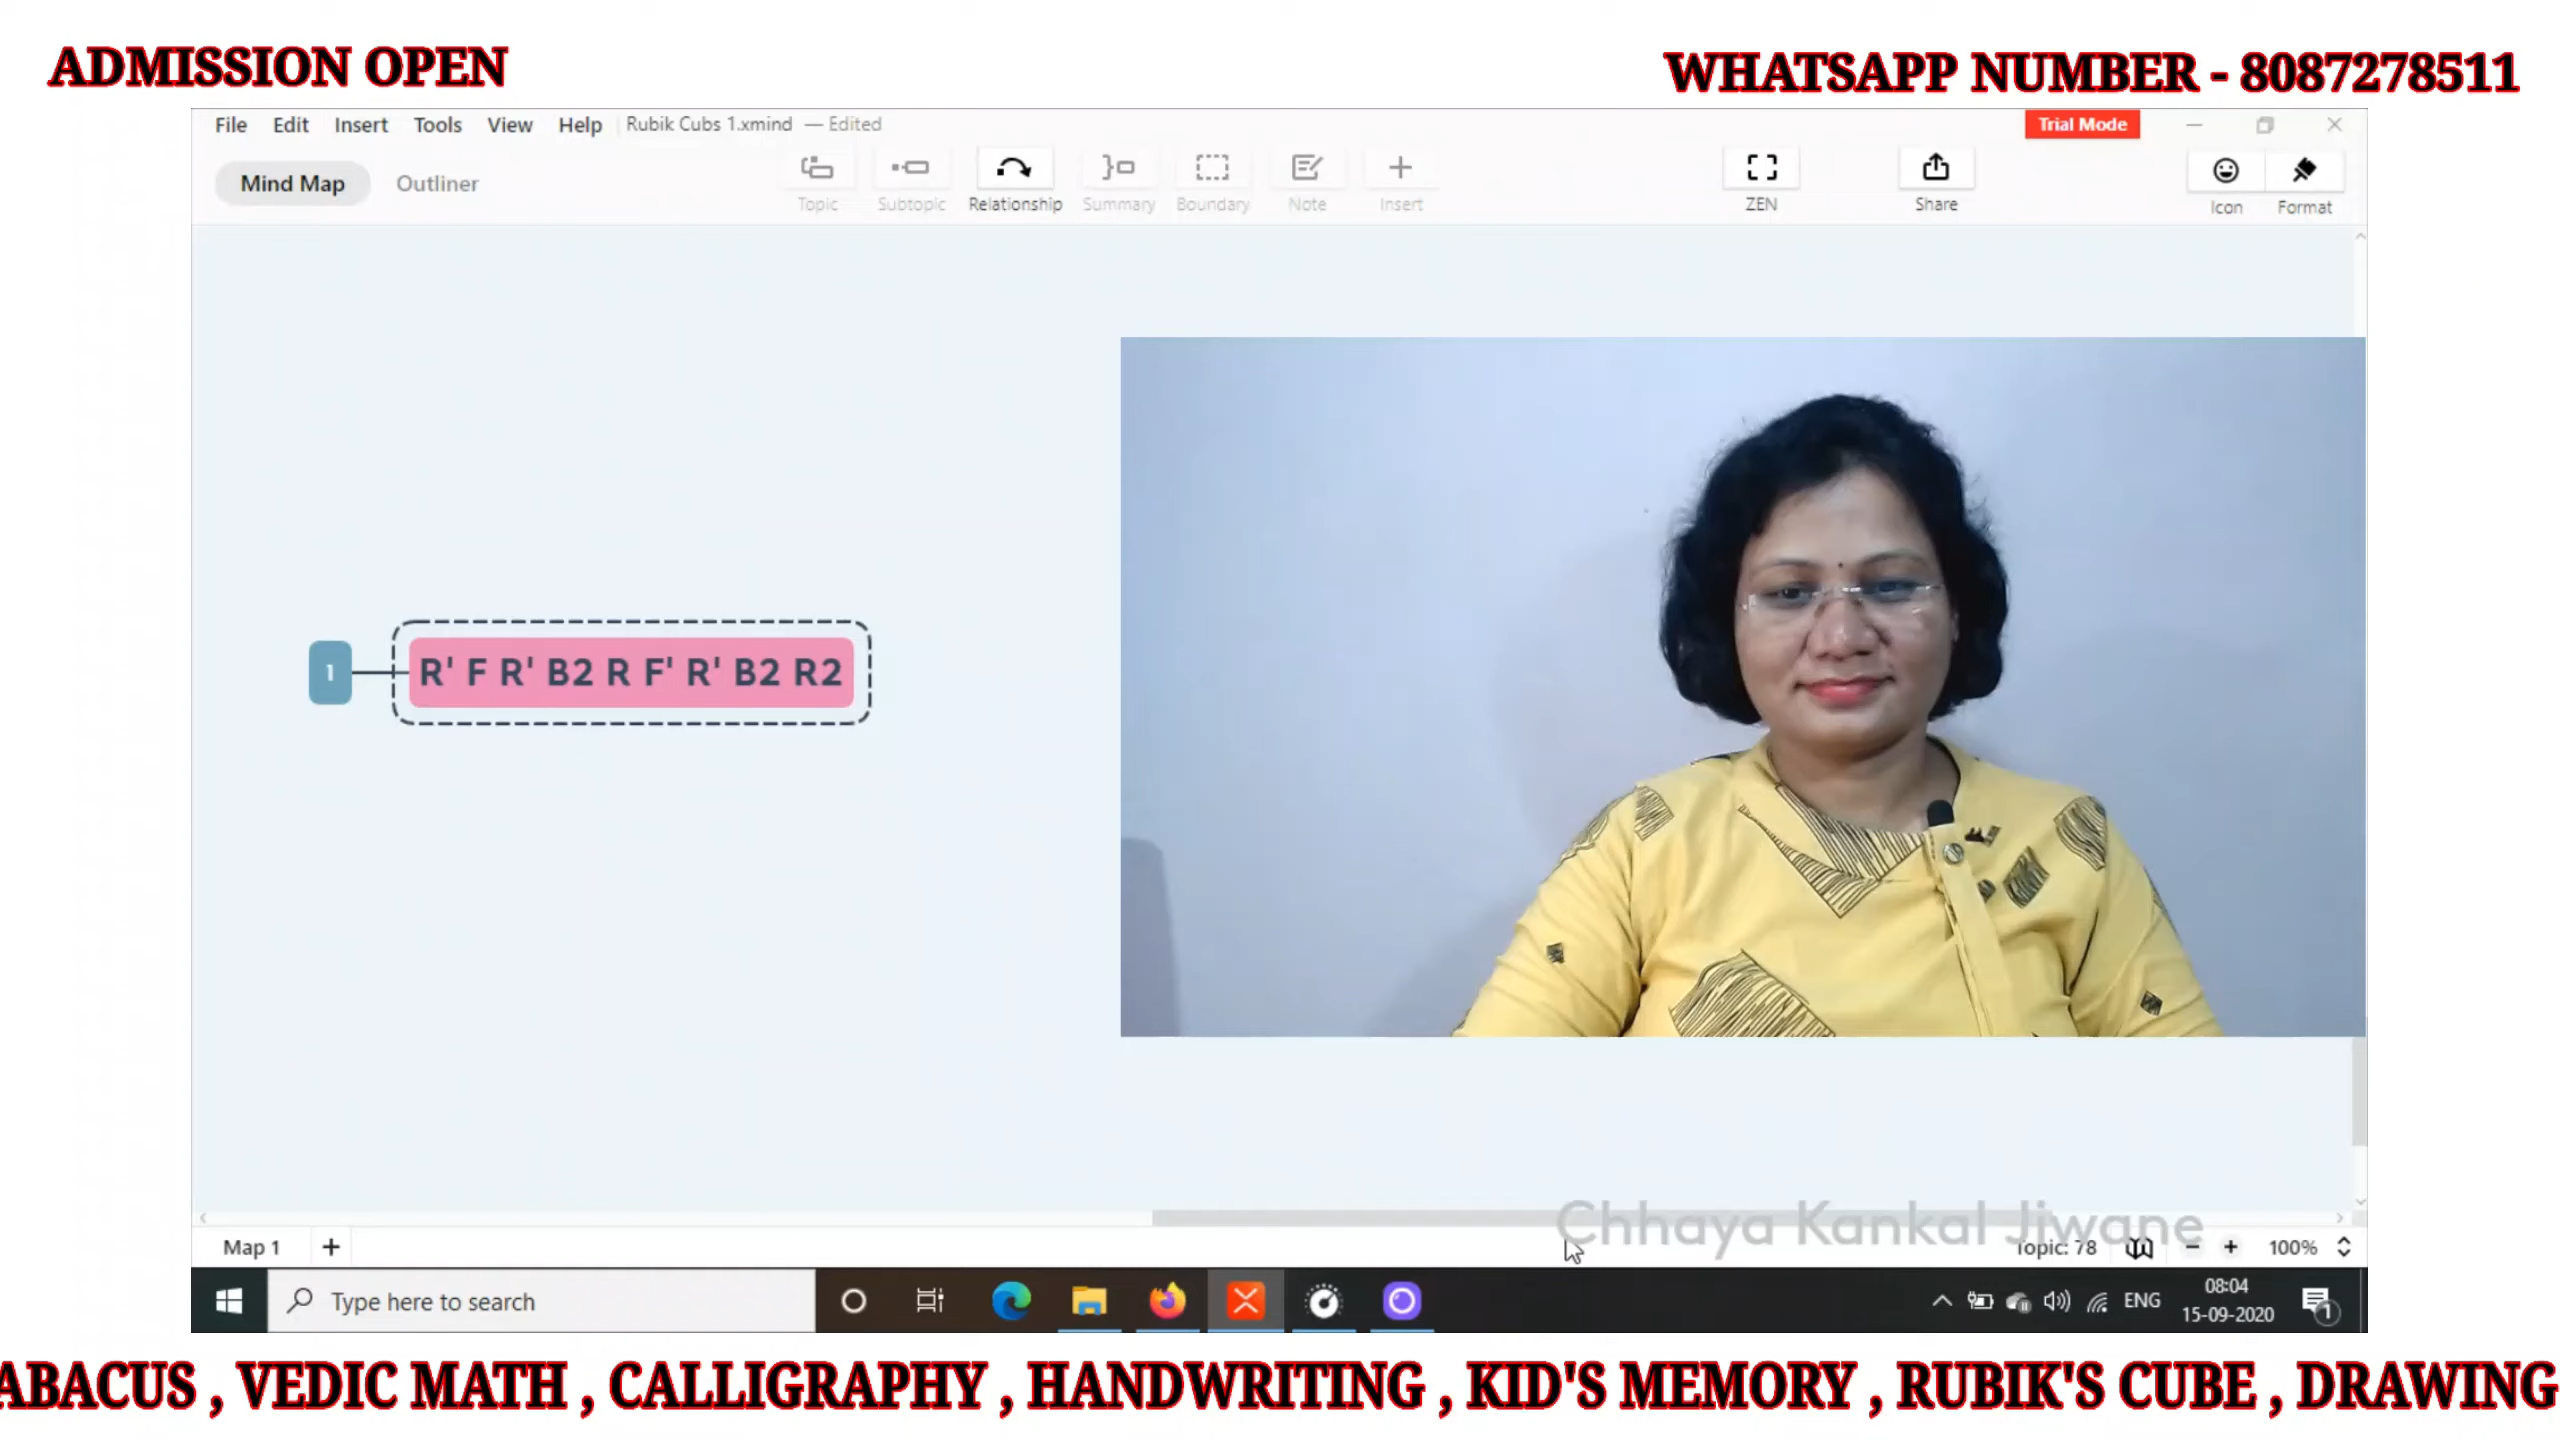 ADMISSION OPEN
WHATSAPP NUMBER - 8087278511
File Edit Insert Tools View Help Rubik Cubs 1.xmind — Edited
Trial Mode
Mind Map Outliner
Topic Subtopic Relationship Summary Boundary Note Insert
ZEN Share Icon Format
1
R' F R' B2 R F' R' B2 R2
Chhaya Kankal Jiwane
Map 1 + Topic: 78 − + 100%
Type here to search
ENG
08:04
15-09-2020
1
ABACUS , VEDIC MATH , CALLIGRAPHY , HANDWRITING , KID'S MEMORY , RUBIK'S CUBE , DRAWING